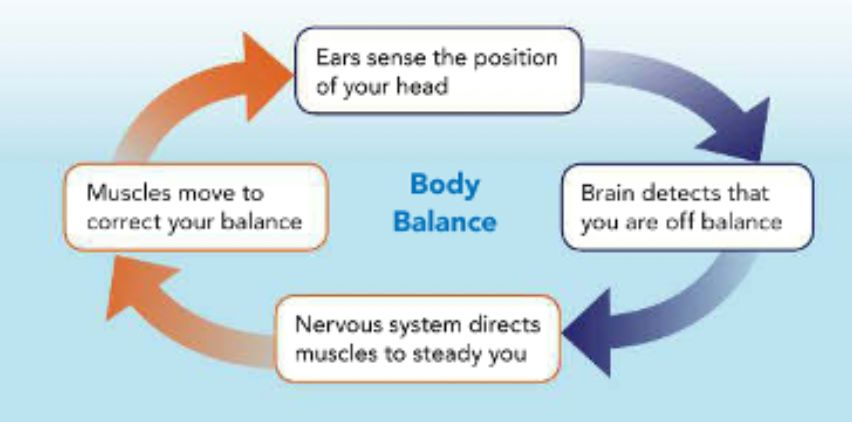 Ears sense the position
of your head
Brain detects that
you are off balance
Nervous system directs
muscles to steady you
Muscles move to
correct your balance
Body
Balance